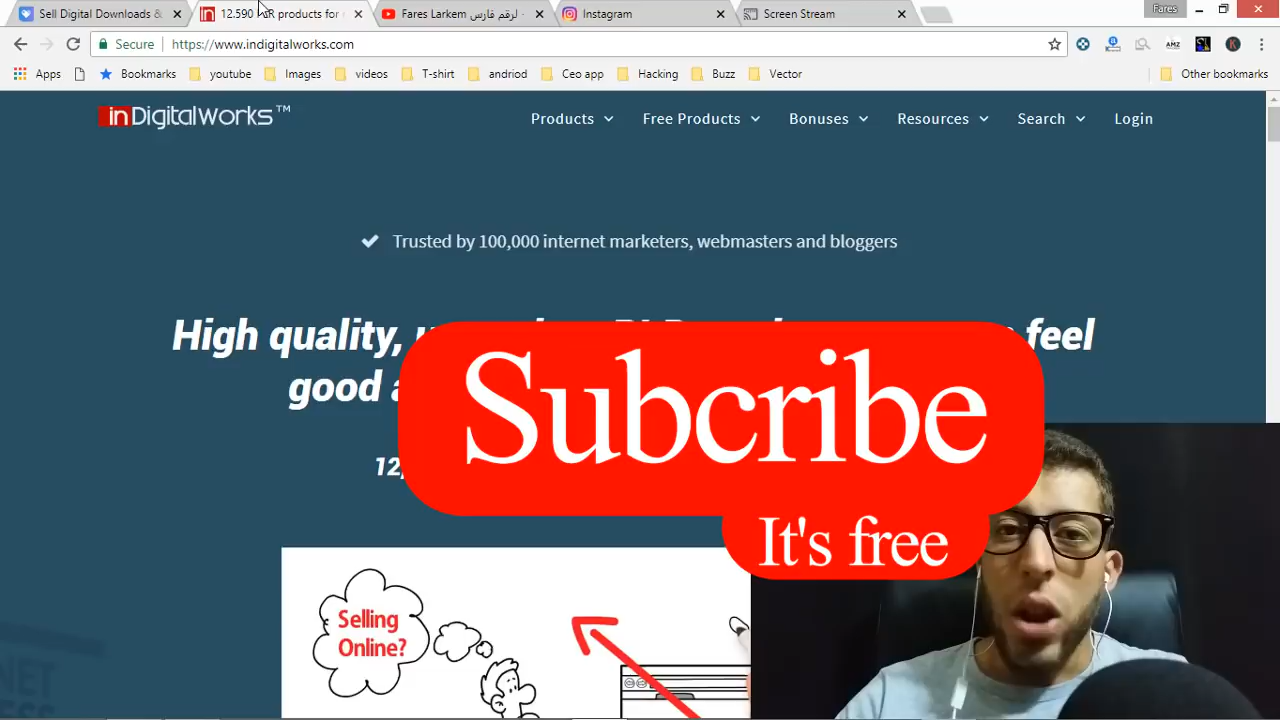 Sell Digital Downloads &
12.590 PLR products for
Fares Larkem لرقم فارس -
Instagram
Screen Stream
Fares
Secure
https://www.indigitalworks.com
AMZ
K
Apps
Bookmarks
youtube
Images
videos
T-shirt
andriod
Ceo app
Hacking
Buzz
Vector
Other bookmarks
inDigitalWorks™
Products
Free Products
Bonuses
Resources
Search
Login
Trusted by 100,000 internet marketers, webmasters and bloggers
High quality, feel
good
12,
Subcribe
It's free
Selling
Online?
NET